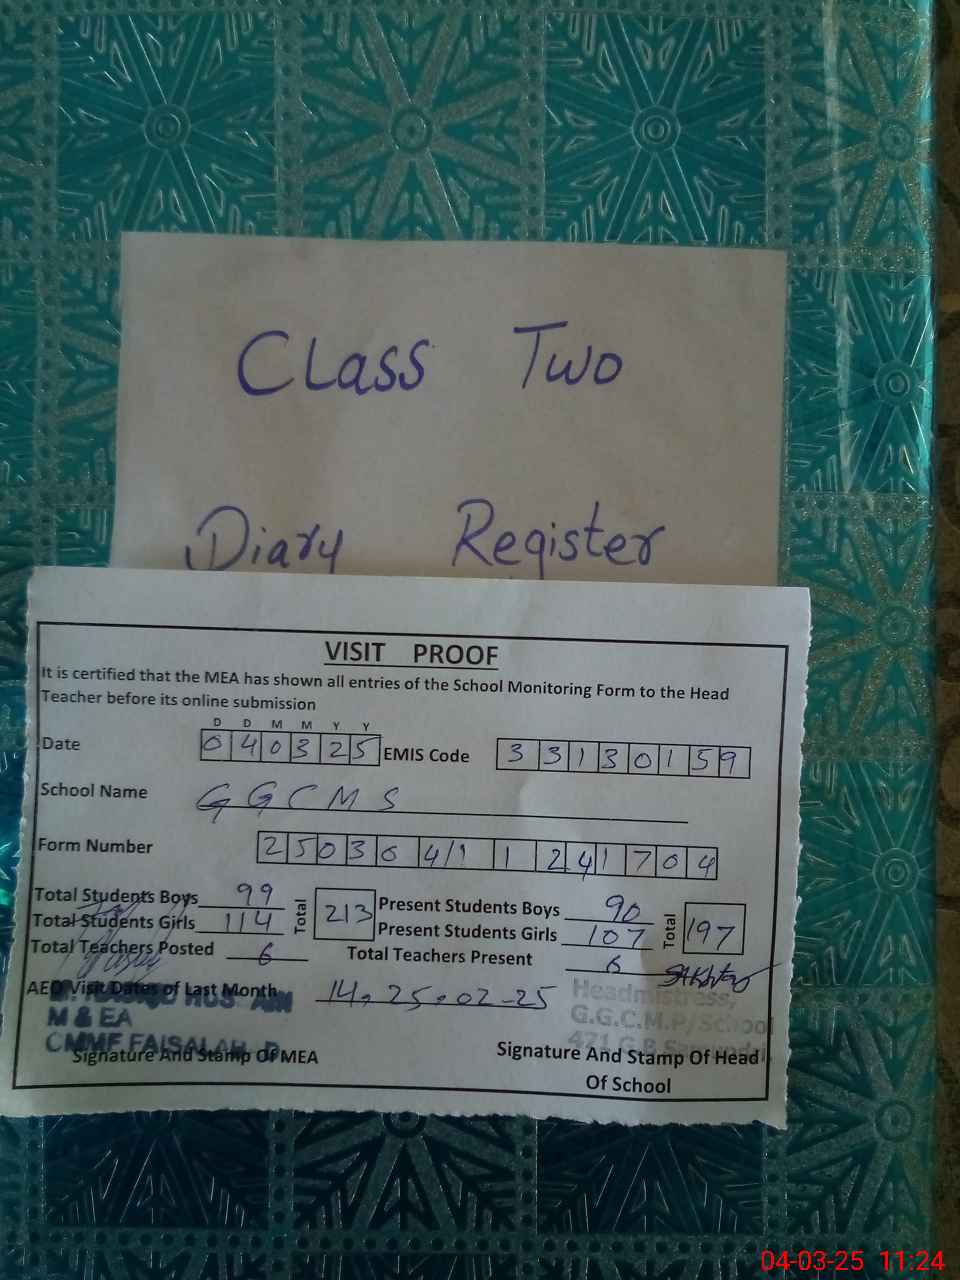 CLass Two
Diary Register
VISIT PROOF
It is certified that the MEA has shown all entries of the School Monitoring Form to the Head
Teacher before its online submission
D D M M Y Y
Date 040325 EMIS Code 33130159
School Name GGCMS
Form Number
Total Students Boys 99 Total 213 Present Students Boys 90 Total 197
Total Students Girls 114 Present Students Girls 107
Total Teachers Posted 6 Total Teachers Present 6
AEO Visit Dates of Last Month 14, 25-02-25
Headmistress,
M & EA G.G.C.M.P/School
CMMF FAISALABAD 471 G.B
Signature And Stamp Of MEA Signature And Stamp Of Head
Of School
04-03-25 11:24